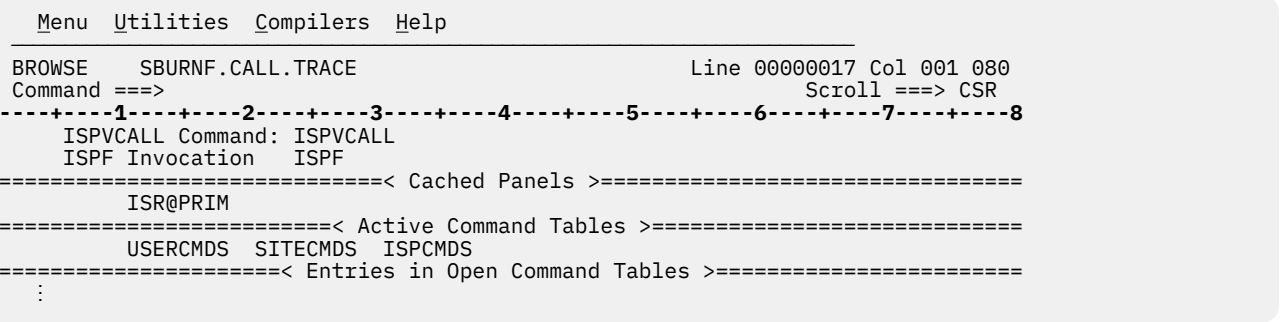 Menu  Utilities  Compilers  Help
BROWSE    SBURNF.CALL.TRACE                          Line 00000017 Col 001 080
Command ===>                                                  Scroll ===> CSR
----+----1----+----2----+----3----+----4----+----5----+----6----+----7----+----8
     ISPVCALL Command: ISPVCALL
     ISPF Invocation   ISPF
==============================< Cached Panels >=================================
          ISR@PRIM
==========================< Active Command Tables >=============================
          USERCMDS  SITECMDS  ISPCMDS
======================< Entries in Open Command Tables >========================
⋮